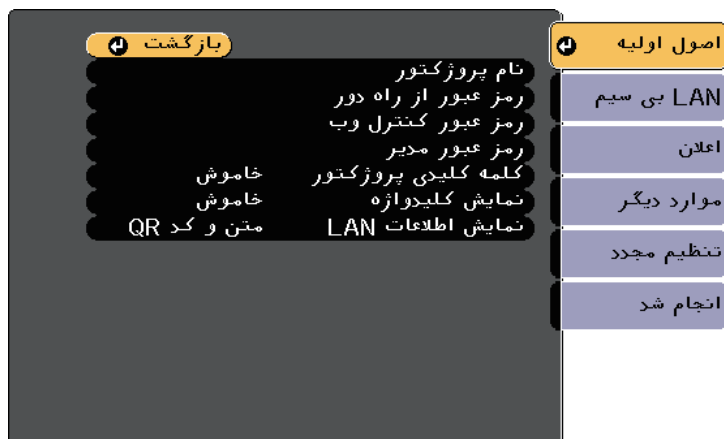 اصول اولیه
LAN بی سیم
اعلان
موارد دیگر
تنظیم مجدد
انجام شد
بازگشت
نام پروژکتور
رمز عبور از راه دور
رمز عبور کنترل وب
رمز عبور مدیر
کلمه کلیدی پروژکتور خاموش
نمایش کلیدواژه خاموش
نمایش اطلاعات LAN متن و کد QR